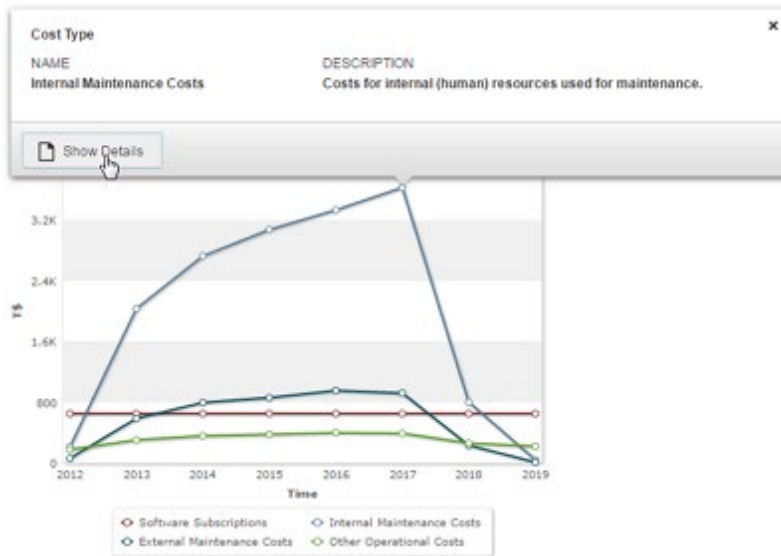 Cost Type
NAME DESCRIPTION
Internal Maintenance Costs Costs for internal (human) resources used for maintenance.
Show Details
3.2K
2.4K
T$
1.6K
800
0
2012 2013 2014 2015 2016 2017 2018 2019
Time
Software Subscriptions Internal Maintenance Costs
External Maintenance Costs Other Operational Costs